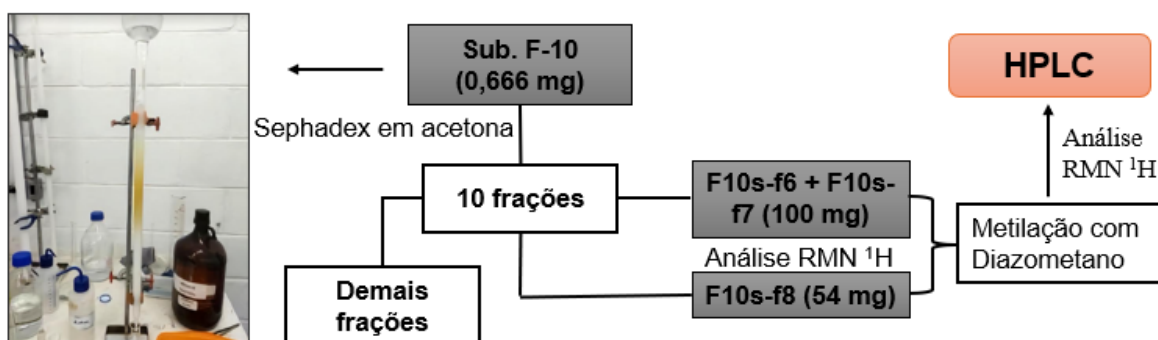 Sub. F-10
(0,666 mg)
HPLC
Sephadex em acetona
Análise
RMN ¹H
10 frações
F10s-f6 + F10s-
f7 (100 mg)
Metilação com
Diazometano
Análise RMN ¹H
Demais
frações
F10s-f8 (54 mg)